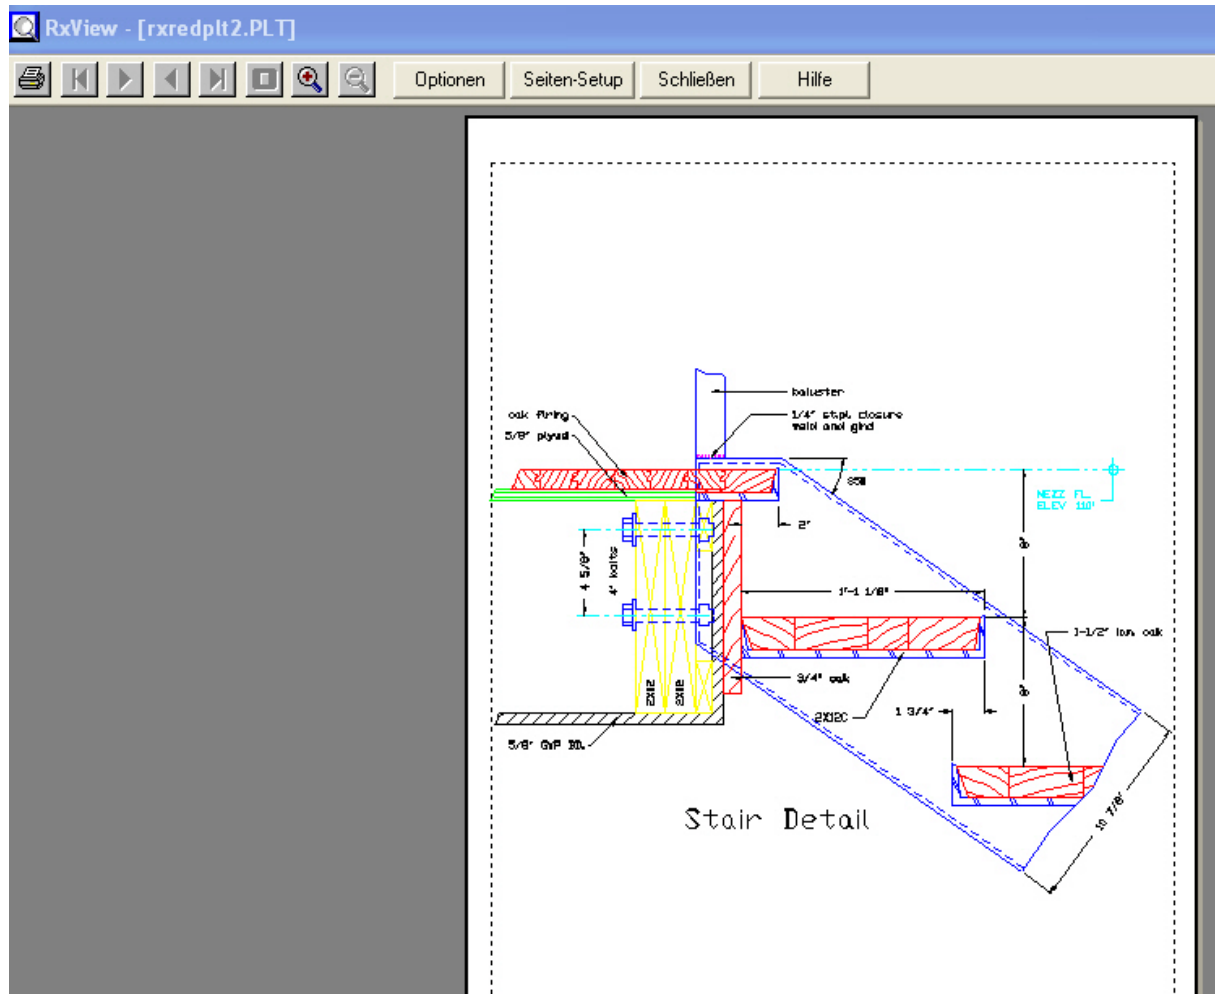 RxView - [rxredplt2.PLT]
Optionen
Seiten-Setup
Schließen
Hilfe
baluster
oak flring
1/4" stpl. closure
weld and gind
5/8" plywd
MEZZ FL.
ELEV 110'
2"
8"
4 5/8"
4" bolts
1'-1 1/8"
1-1/2" lam. oak
3/4" oak
2X12
2X12
8"
2X12C
1 3/4"
5/8" GYP BD.
Stair Detail
10 7/8"